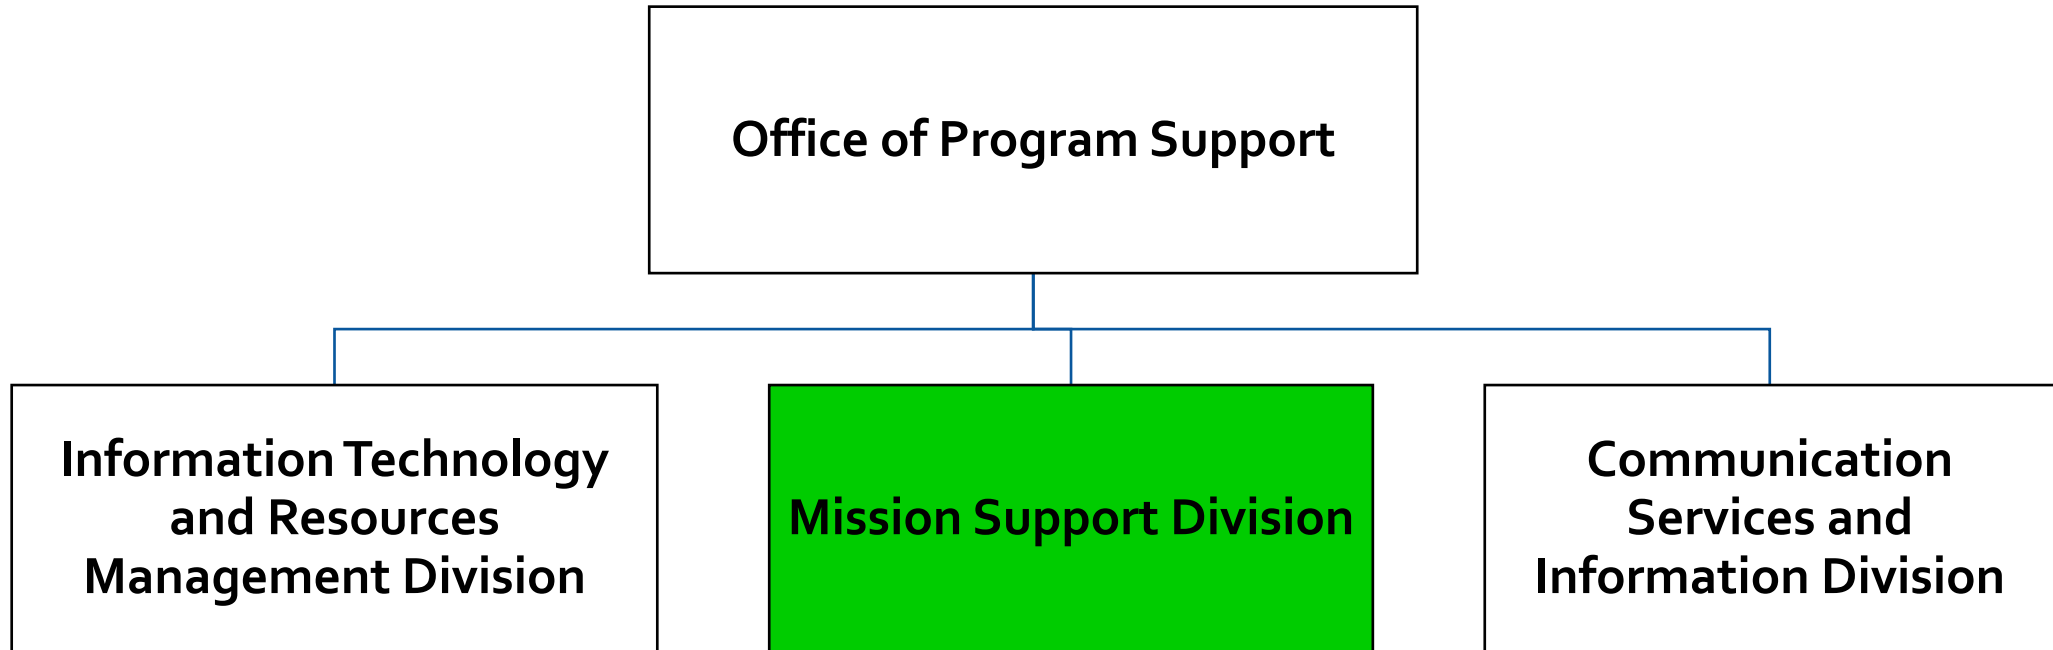 Office of Program Support
Information Technology
and Resources
Management Division
Mission Support Division
Communication
Services and
Information Division